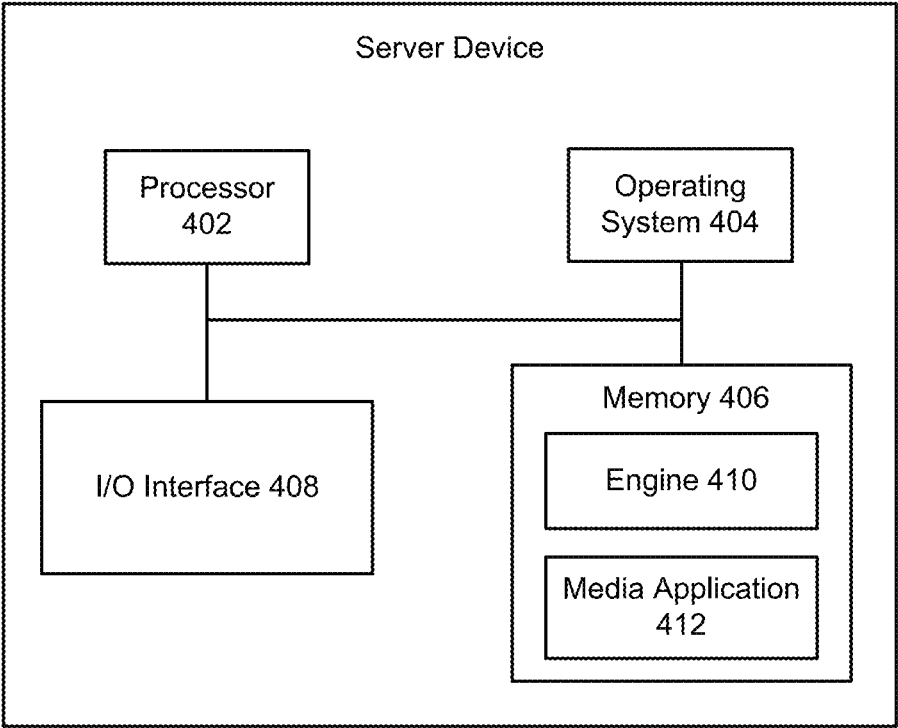 Server Device
Processor
402
Operating
System 404
I/O Interface 408
Memory 406
Engine 410
Media Application
412